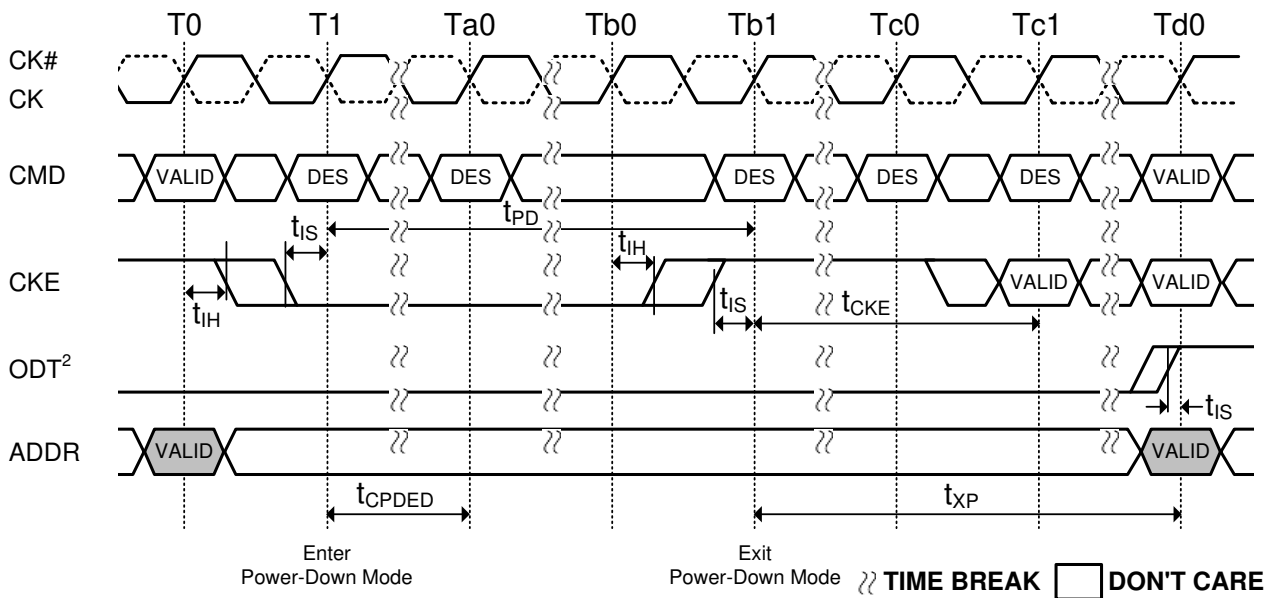 T0 T1 Ta0 Tb0 Tb1 Tc0 Tc1 Td0
CK#
CK
CMD VALID DES DES DES DES DES VALID
tPD
tIS
tIH
CKE VALID VALID
tIH
tIS
tCKE
ODT2
tIS
ADDR VALID VALID
tCPDED
tXP
Enter
Power-Down Mode
Exit
Power-Down Mode
TIME BREAK
DON'T CARE